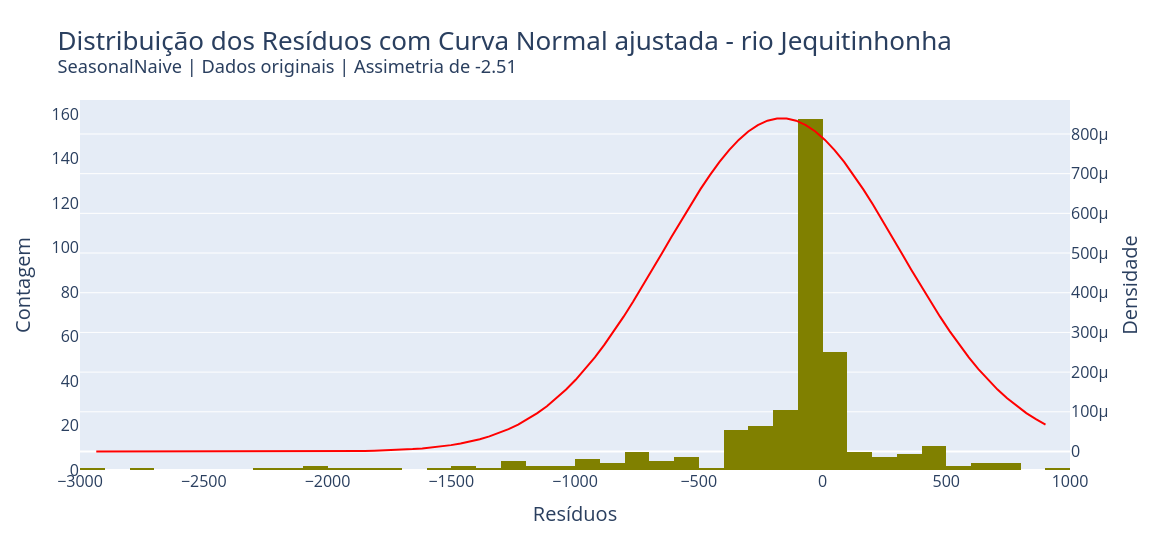 Distribuição dos Resíduos com Curva Normal ajustada - rio Jequitinhonha
SeasonalNaive | Dados originais | Assimetria de -2.51
Contagem
160
140
120
100
80
60
40
20
0
800μ
700μ
600μ
500μ
400μ
300μ
200μ
100μ
0
Densidade
−3000 −2500 −2000 −1500 −1000 −500 0 500 1000
Resíduos